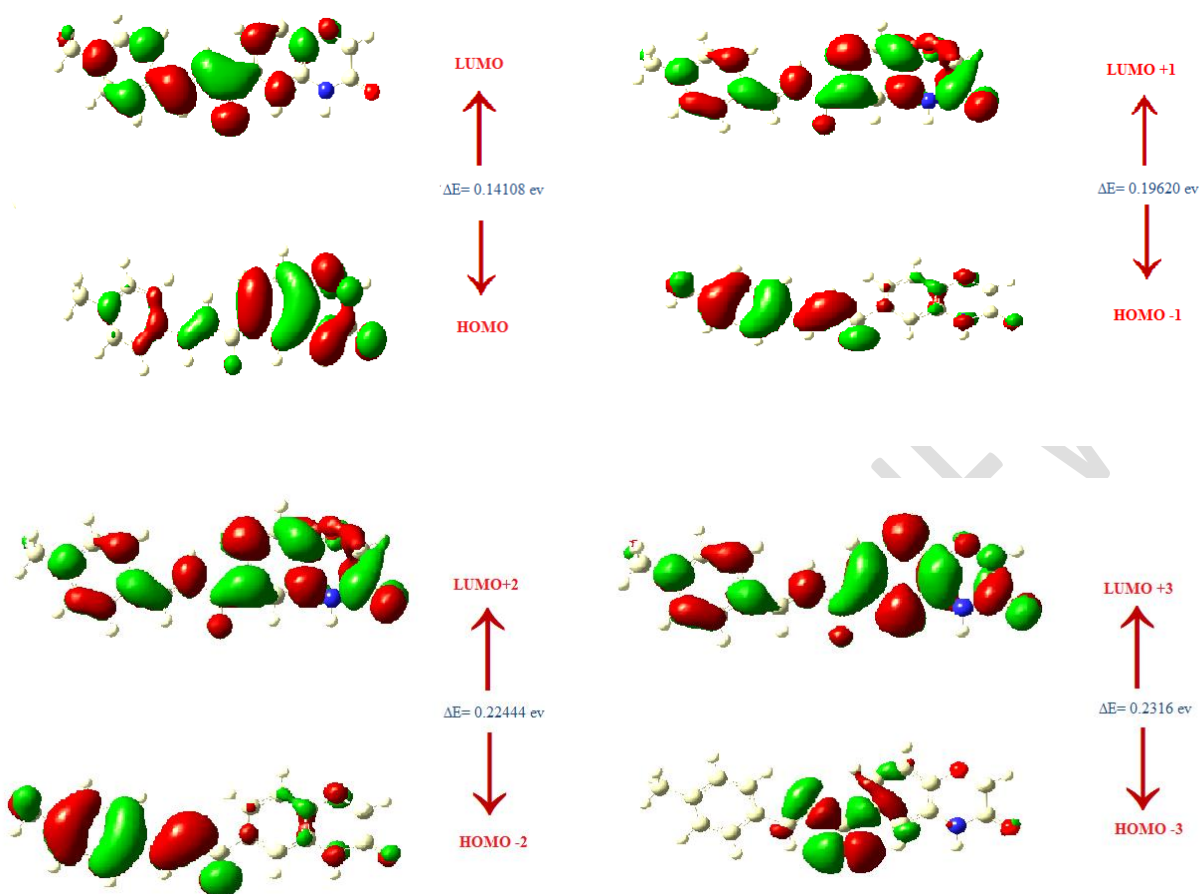 LUMO
ΔE= 0.14108 ev
HOMO
LUMO +1
ΔE= 0.19620 ev
HOMO -1
LUMO+2
ΔE= 0.22444 ev
HOMO -2
LUMO +3
ΔE= 0.2316 ev
HOMO -3